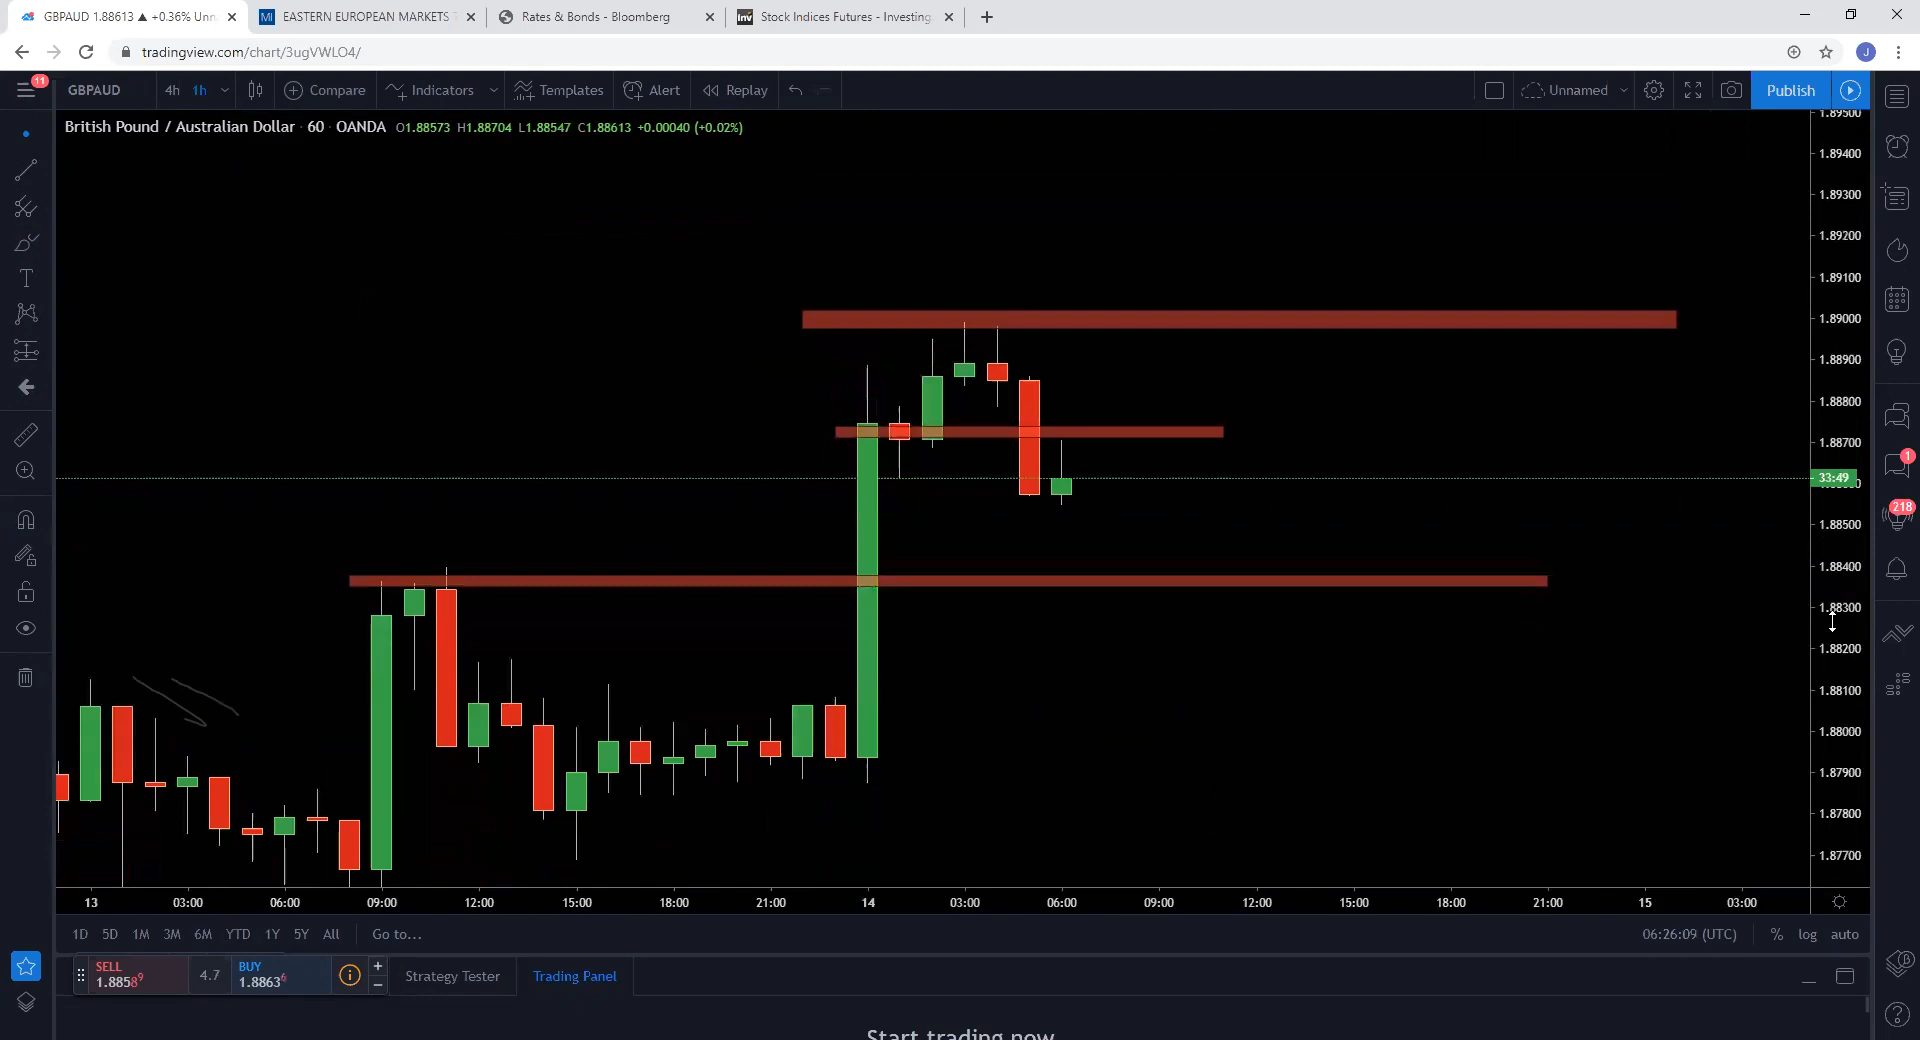 GBPAUD 1.88613 ▲ +0.36% Unn
EASTERN EUROPEAN MARKETS
Rates & Bonds - Bloomberg
Stock Indices Futures - Investing
tradingview.com/chart/3ugVWLO4/
J
11
GBPAUD 4h 1h Compare Indicators Templates Alert Replay Unnamed Publish
British Pound / Australian Dollar · 60 · OANDA O1.88573 H1.88704 L1.88547 C1.88613 +0.00040 (+0.02%)
1.89500
1.89400
1.89300
1.89200
1.89100
1.89000
1.88900
1.88800
1.88700
33:49
1.88500
1.88400
1.88300
1.88200
1.88100
1.88000
1.87900
1.87800
1.87700
1
218
13 03:00 06:00 09:00 12:00 15:00 18:00 21:00 14 03:00 06:00 09:00 12:00 15:00 18:00 21:00 15 03:00
1D 5D 1M 3M 6M YTD 1Y 5Y All Go to... 06:26:09 (UTC) % log auto
SELL
1.88589
4.7
BUY
1.88636
Strategy Tester Trading Panel
Start trading now